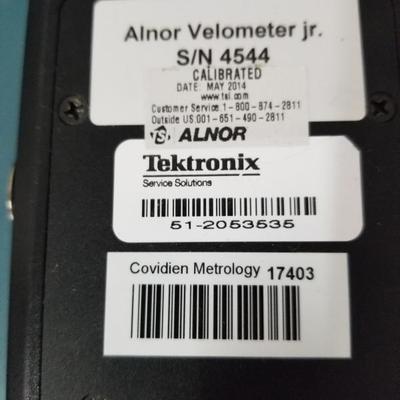 Alnor Velometer jr.
S/N 4544
CALIBRATED
DATE: MAY 2014
www.tsi.com
Customer Service.1-800-874-2811
Outside US.001-651-490-2811
TSI ALNOR
Tektronix
Service Solutions
51-2053535
Covidien Metrology 17403